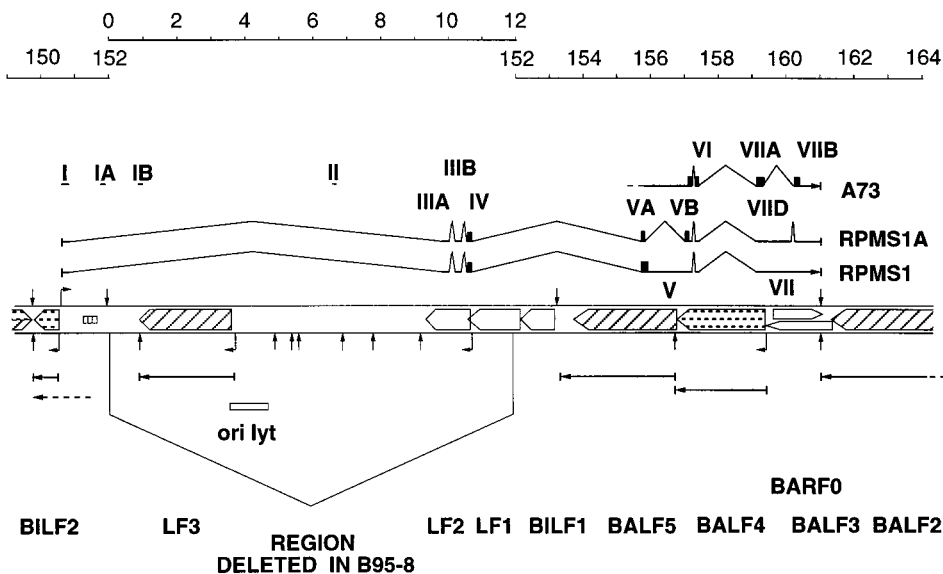 0 2 4 6 8 10 12
150 152 152 154 156 158 160 162 164
VI VIIA VIIB
I IA IB II IIIB
A73
IIIA IV VA VB VIID
RPMS1A
RPMS1
V VII
ori lyt
BARF0
BILF2 LF3 LF2 LF1 BILF1 BALF5 BALF4 BALF3 BALF2
REGION
DELETED IN B95-8